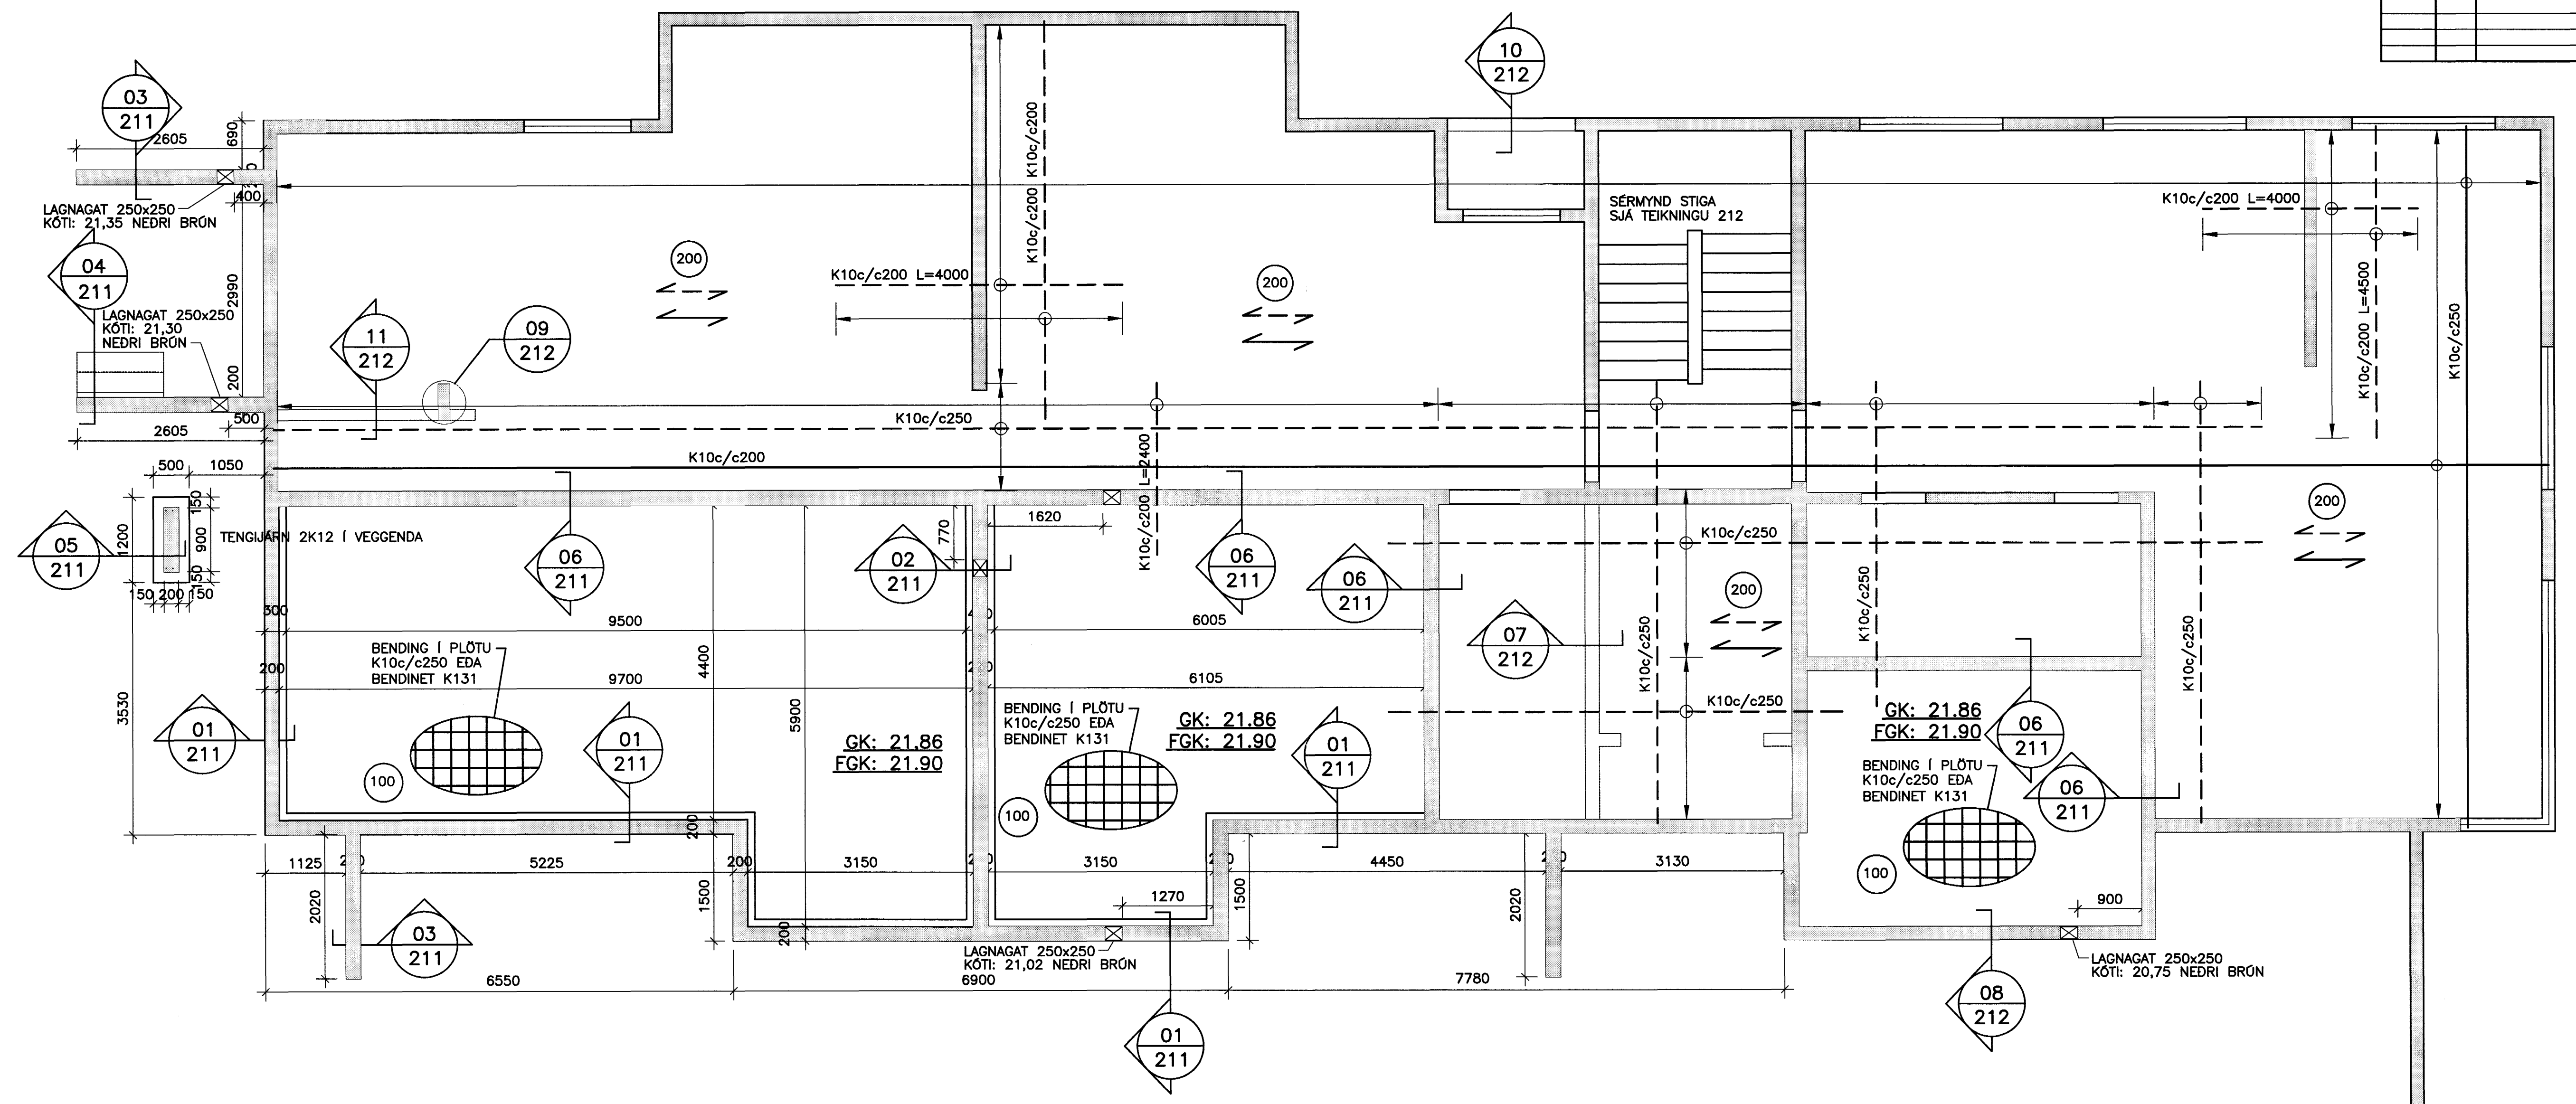 10
212
03
211
2605
690
400
LAGNAGAT 250x250
KÓTI: 21,35 NEÐRI BRÚN
04
211
2990
LAGNAGAT 250x250
KÓTI: 21,30
NEÐRI BRÚN
200
500
2605
11
212
09
212
200
K10c/c200 L=4000
K10c/c200
K10c/c200
200
SÉRMYND STIGA
SJÁ TEIKNINGU 212
K10c/c200 L=4000
K10c/c200 L=4500
K10c/c250
K10c/c250
K10c/c200
K10c/c200 L=2400
500
1050
1200
150
900
150
150
200
150
TENGIJÁRN 2K12 Í VEGGENDA
05
211
3530
300
200
06
211
02
211
770
1620
06
211
06
211
K10c/c250
200
07
212
200
K10c/c250
K10c/c250
K10c/c250
K10c/c250
9500
6005
9700
6105
4400
5900
BENDING Í PLÖTU
K10c/c250 EÐA
BENDINET K131
01
211
01
211
100
GK: 21,86
FGK: 21.90
BENDING Í PLÖTU
K10c/c250 EÐA
BENDINET K131
GK: 21.86
FGK: 21.90
01
211
100
GK: 21.86
FGK: 21.90
06
211
BENDING Í PLÖTU
K10c/c250 EÐA
BENDINET K131
06
211
100
1125
5225
200
3150
3150
4450
3130
200
1500
200
2020
1270
1500
2020
900
03
211
LAGNAGAT 250x250
KÓTI: 21,02 NEÐRI BRÚN
LAGNAGAT 250x250
KÓTI: 20,75 NEÐRI BRÚN
6550
6900
7780
08
212
01
211